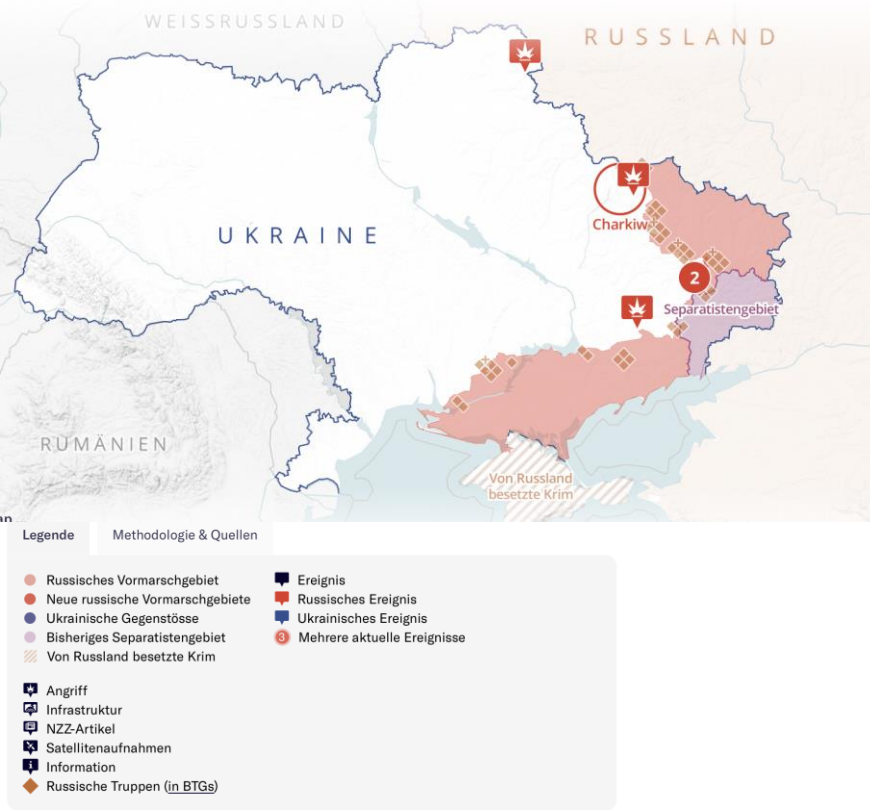 WEISSRUSSLAND
RUSSLAND
Charkiw
UKRAINE
2
Separatistengebiet
RUMÄNIEN
Von Russland
besetzte Krim
Legende
Methodologie & Quellen
Russisches Vormarschgebiet
Neue russische Vormarschgebiete
Ukrainische Gegenstösse
Bisheriges Separatistengebiet
Von Russland besetzte Krim
Ereignis
Russisches Ereignis
Ukrainisches Ereignis
3 Mehrere aktuelle Ereignisse
Angriff
Infrastruktur
NZZ-Artikel
Satellitenaufnahmen
Information
Russische Truppen (in BTGs)